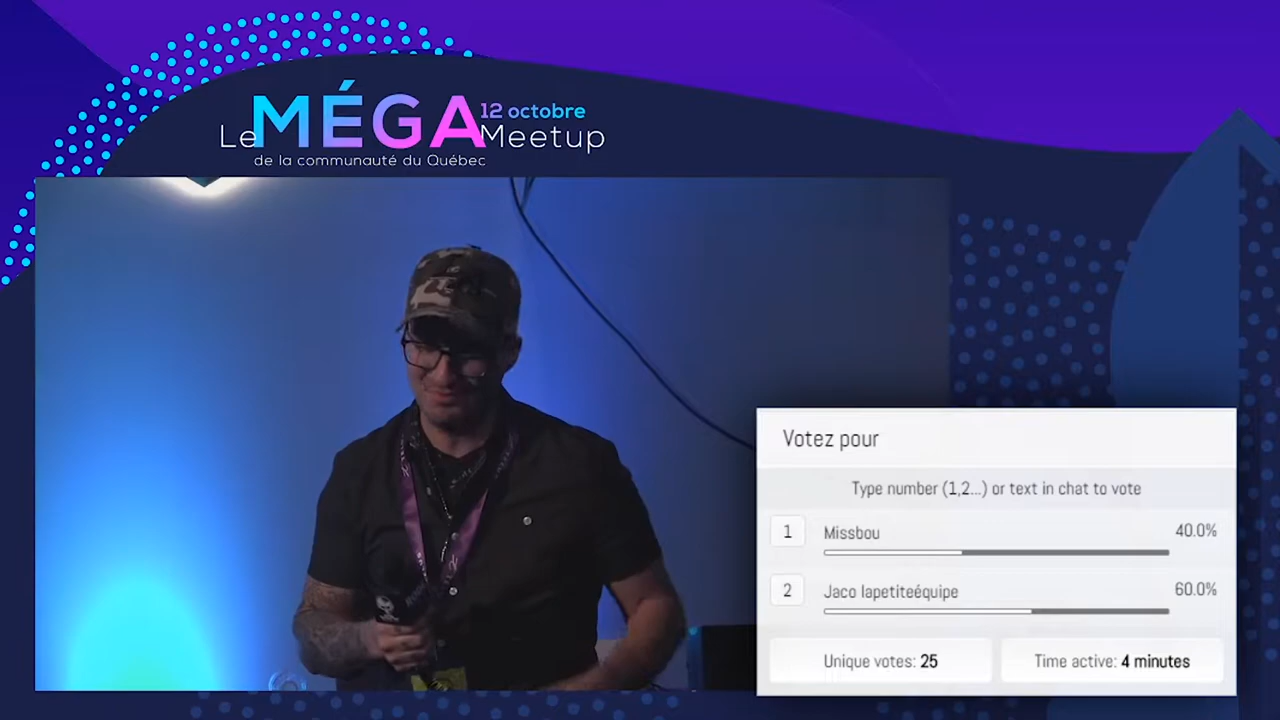 12 octobre
Le MÉGA Meetup
de la communauté du Québec
Votez pour
Type number (1,2...) or text in chat to vote
1 Missbou 40.0%
2 Jaco lapetiteéquipe 60.0%
Unique votes: 25 Time active: 4 minutes